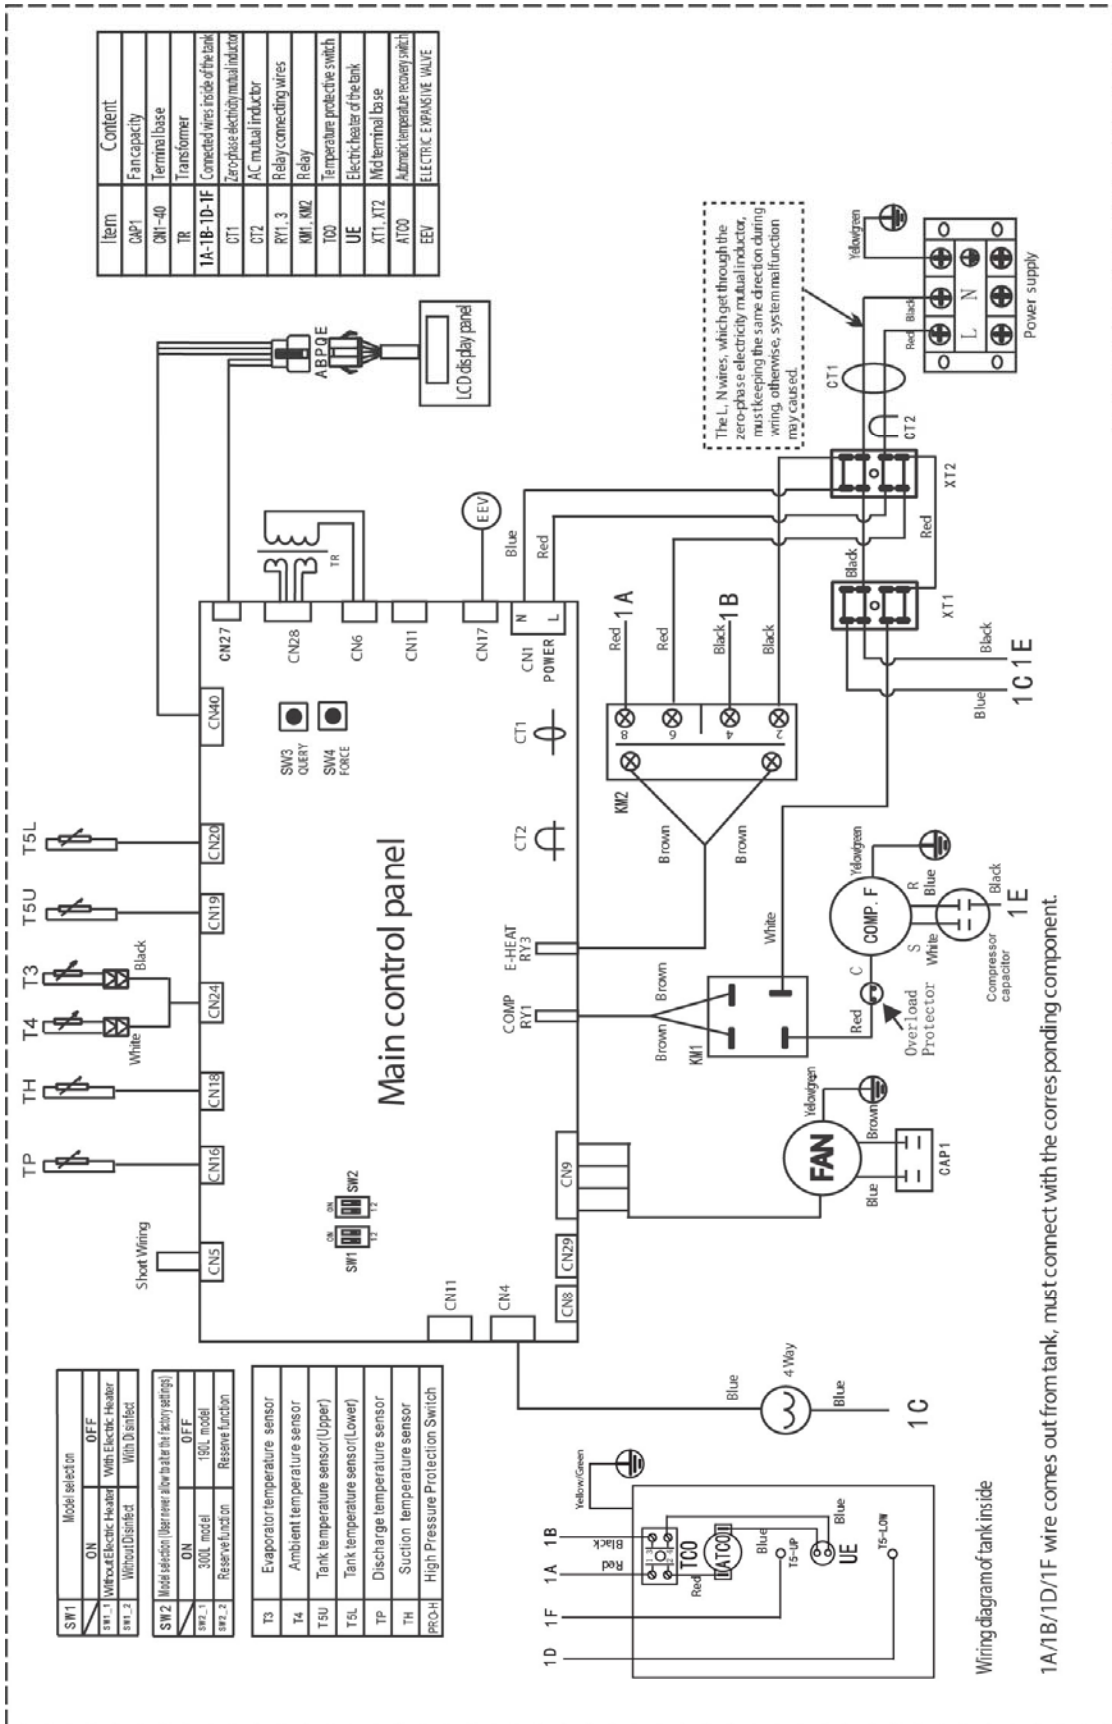 SW1 Model selection
ON OFF
SW1_1 Without Electric Heater With Electric Heater
SW1_2 Without Disinfect With Disinfect
SW2 Model selection (User never allow to alter the factory settings)
ON OFF
SW2_1 300L model 190L model
SW2_2 Reserve function Reserve function
T3 Evaporator temperature sensor
T4 Ambient temperature sensor
T5U Tank temperature sensor(Upper)
T5L Tank temperature sensor(Lower)
TP Discharge temperature sensor
TH Suction temperature sensor
PRO-H High Pressure Protection Switch
Short Wiring
TP
TH
T4
T3
T5U
T5L
White
Black
CN5
CN16
CN18
CN24
CN19
CN20
CN40
Item Content
CAP1 Fan capacity
CN1-40 Terminal base
TR Transformer
1A-1B-1D-1F Connected wires inside of the tank
CT1 Zero-phase electricity mutual inductor
CT2 AC mutual inductor
RY1, 3 Relay connecting wires
KM1, KM2 Relay
TCO Temperature protective switch
UE Electric heater of the tank
XT1, XT2 Mid terminal base
ATCO Automatic temperature recovery switch
EEV ELECTRIC EXPANSIVE VALVE
ABPQE
LCD display panel
CN27
CN28
CN6
CN11
CN17
CN1
N
L
POWER
TR
EEV
SW3
QUERY
SW4
FORCE
Main control panel
ON
12
SW1
ON
12
SW2
CN11
CN4
CN8
CN29
CN9
COMP
RY1
E-HEAT
RY3
CT2
CT1
Blue
Red
The L, N wires, which get through the
zero-phase electricity mutual inductor,
must keeping the same direction during
wring, otherwise, system malfunction
may caused.
Yellow/green
Black
Red
L
N
Power supply
CT1
CT2
XT2
Red
Black
XT1
Black
Blue
1C 1E
Red 1A
Red
Black 1B
Black
8
6
4
2
KM2
Brown
Brown
White
Brown
Brown
KM1
Red
C
Overload
Protector
COMP. F
Yellow/green
R
Blue
S
White
Compressor
capacitor
Black
1E
FAN
Yellow/green
Brown
Blue
CAP1
Blue
4 Way
Blue
1C
Yellow/Green
1D
1F
1A
1B
Red
Black
TCO
Red
ATCO
Blue
Blue
T5-UP
UE
T5-LOW
Wiring diagram of tank inside
1A/1B/1D/1F wire comes out from tank, must connect with the corresponding component.